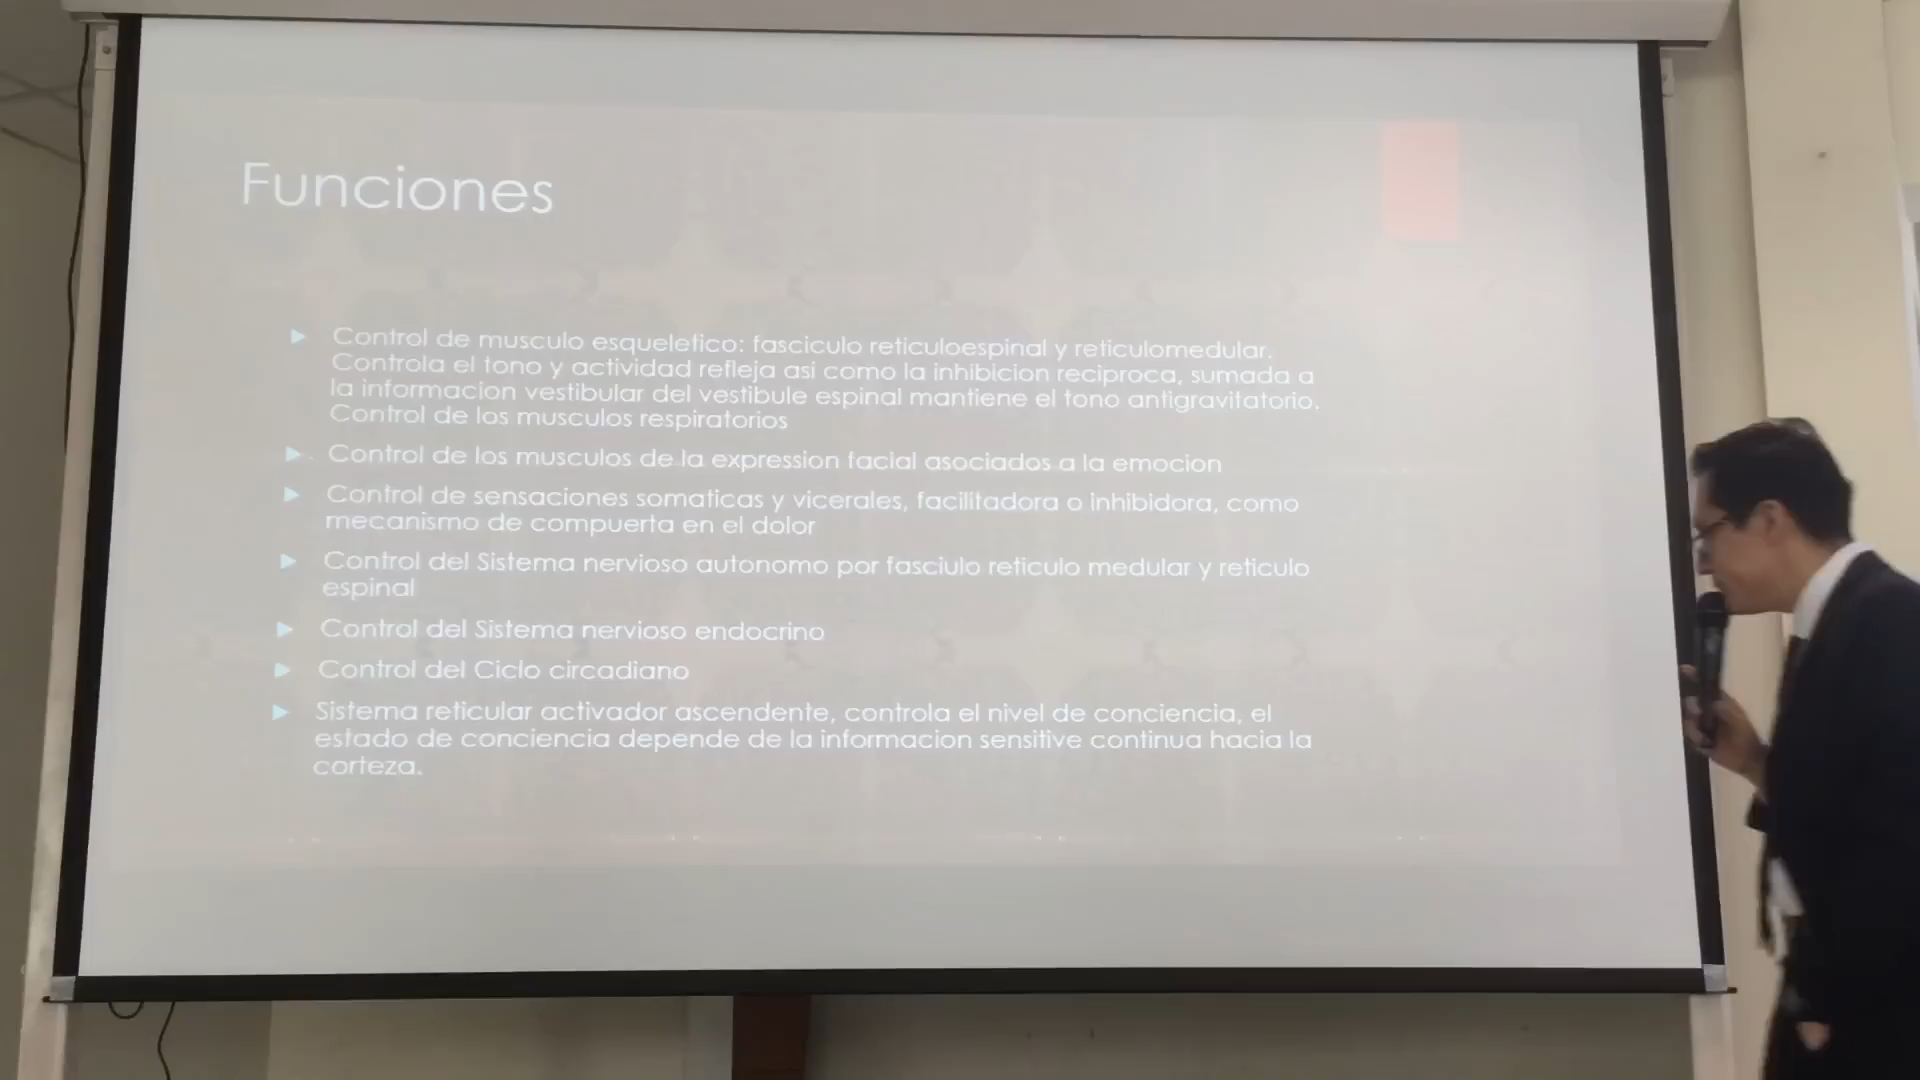 Funciones
Control de musculo esqueletico: fasciculo reticuloespinal y reticulomedular.
Controla el tono y actividad refleja asi como la inhibicion reciproca, sumada a
la informacion vestibular del vestibule espinal mantiene el tono antigravitatorio.
Control de los musculos respiratorios
Control de los musculos de la expression facial asociados a la emocion
Control de sensaciones somaticas y vicerales, facilitadora o inhibidora, como
mecanismo de compuerta en el dolor
Control del Sistema nervioso autonomo por fasciulo reticulo medular y reticulo
espinal
Control del Sistema nervioso endocrino
Control del Ciclo circadiano
Sistema reticular activador ascendente, controla el nivel de conciencia, el
estado de conciencia depende de la informacion sensitive continua hacia la
corteza.